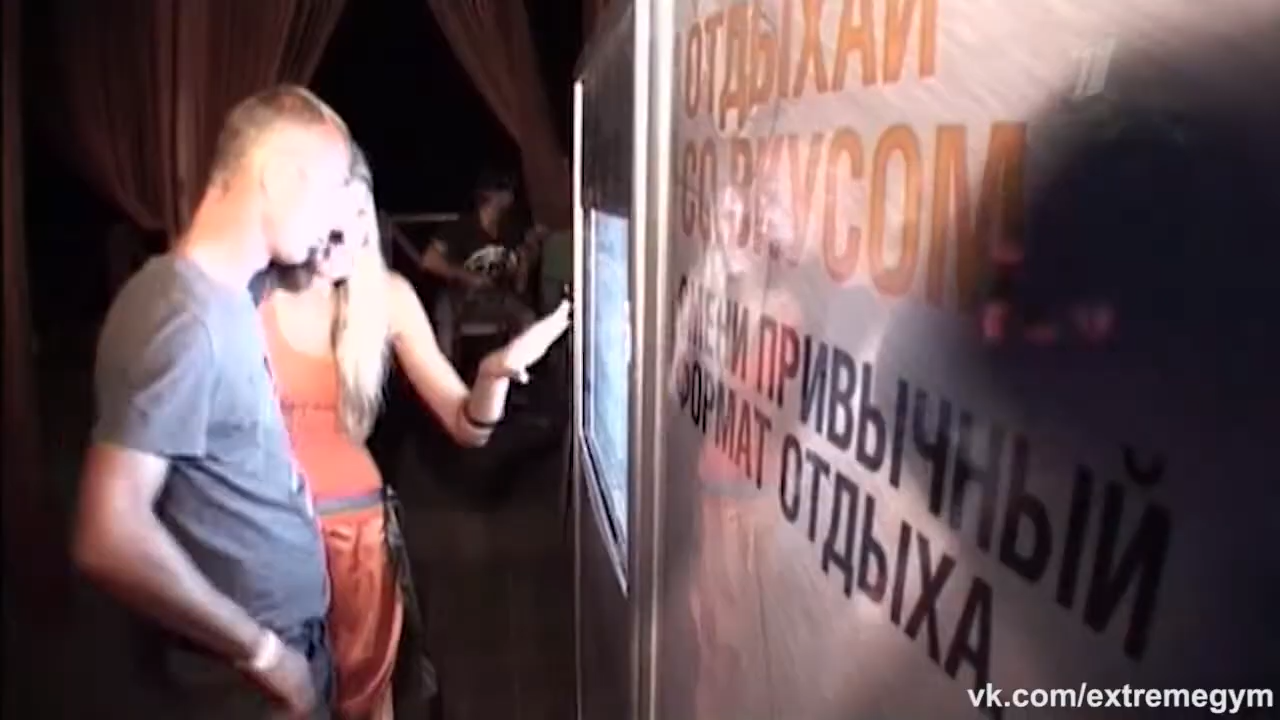 ОТДЫХАЙ
СО ВКУСОМ
СМЕНИ ПРИВЫЧНЫЙ
ФОРМАТ ОТДЫХА
vk.com/extremegym